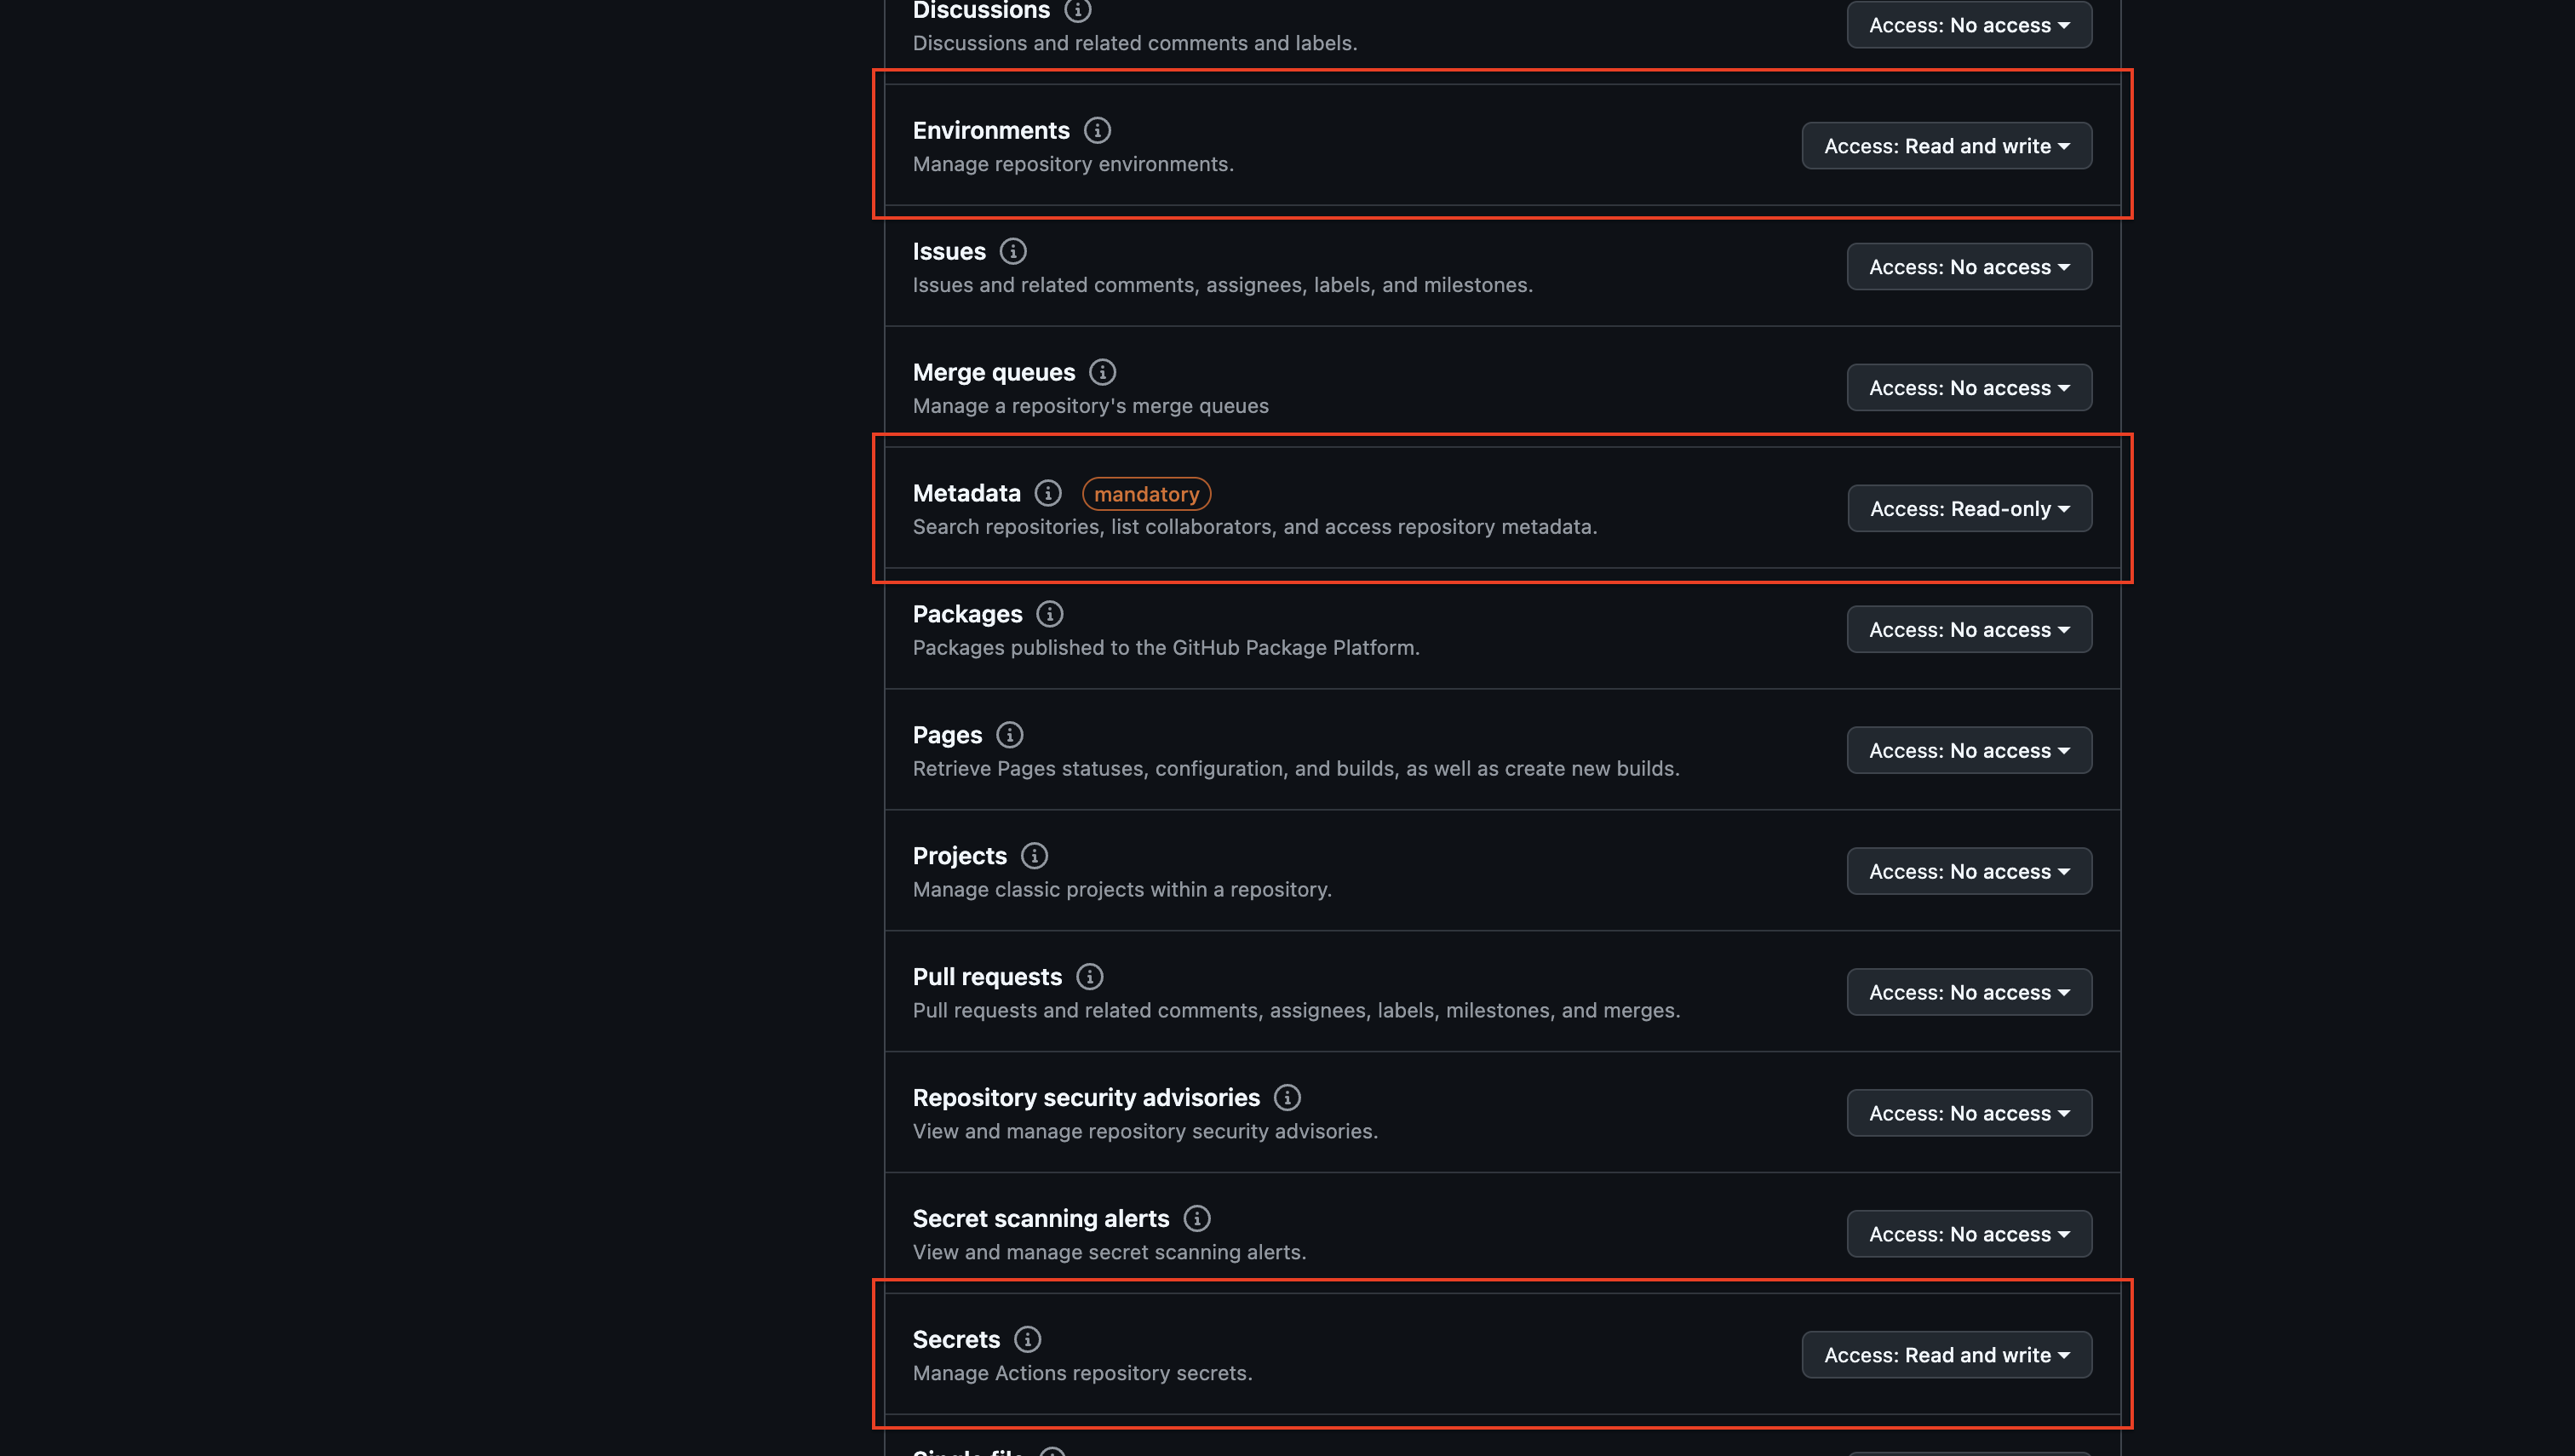 Discussions
Access: No access
Discussions and related comments and labels.
Environments
Access: Read and write
Manage repository environments.
Issues
Access: No access
Issues and related comments, assignees, labels, and milestones.
Merge queues
Access: No access
Manage a repository's merge queues
Metadata mandatory
Access: Read-only
Search repositories, list collaborators, and access repository metadata.
Packages
Access: No access
Packages published to the GitHub Package Platform.
Pages
Access: No access
Retrieve Pages statuses, configuration, and builds, as well as create new builds.
Projects
Access: No access
Manage classic projects within a repository.
Pull requests
Access: No access
Pull requests and related comments, assignees, labels, milestones, and merges.
Repository security advisories
Access: No access
View and manage repository security advisories.
Secret scanning alerts
Access: No access
View and manage secret scanning alerts.
Secrets
Access: Read and write
Manage Actions repository secrets.
Single file